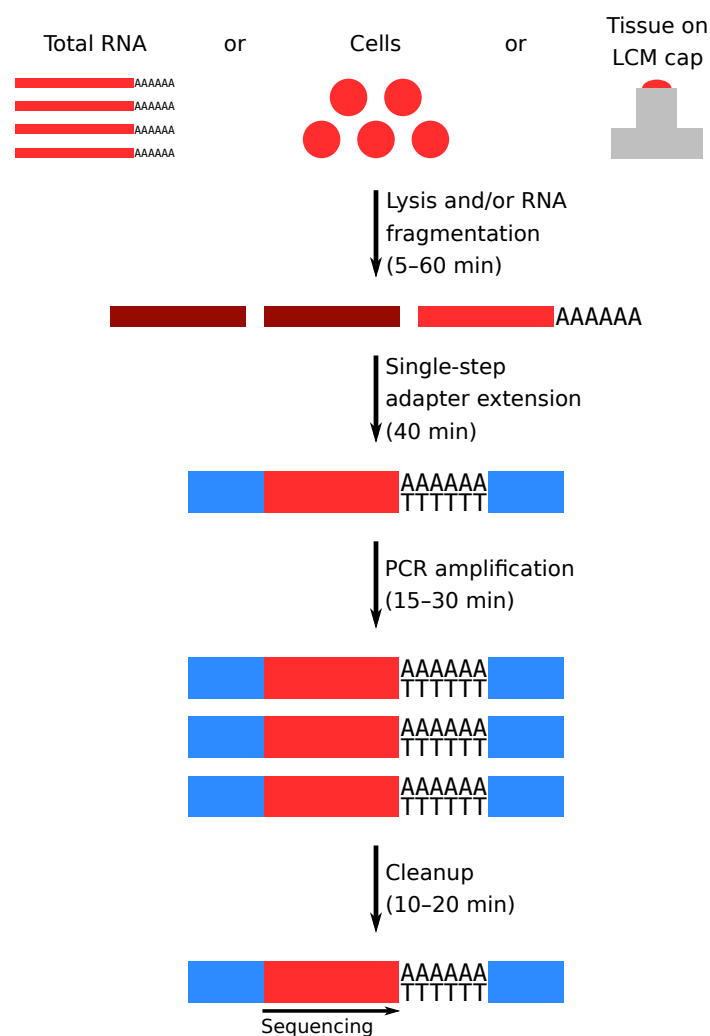 Total RNA or Cells or Tissue on
LCM cap
AAAAAA
AAAAAA
AAAAAA
AAAAAA
Lysis and/or RNA
fragmentation
(5–60 min)
AAAAAA
Single-step
adapter extension
(40 min)
AAAAAA
TTTTTT
PCR amplification
(15–30 min)
AAAAAA
TTTTTT
AAAAAA
TTTTTT
AAAAAA
TTTTTT
Cleanup
(10–20 min)
AAAAAA
TTTTTT
Sequencing